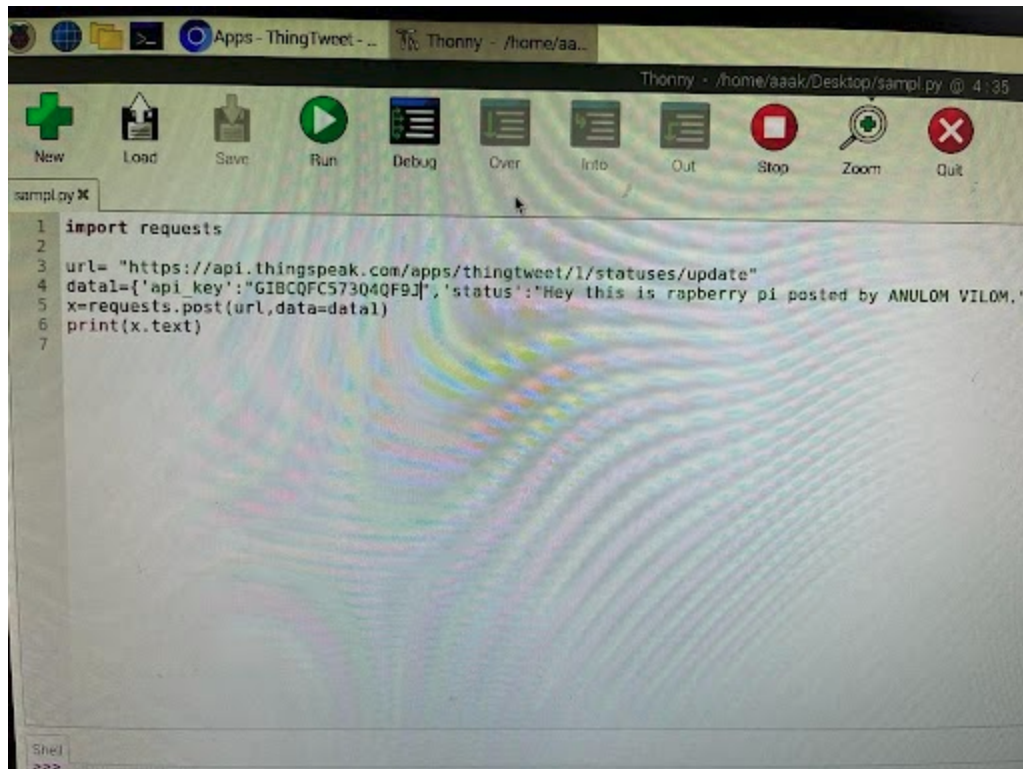 Apps - ThingTweet - ...
Thonny - /home/aa...
Thonny - /home/aaak/Desktop/sampl.py @ 4:35
New Load Save Run Debug Over Into Out Stop Zoom Quit
sampl.py ✖
1 import requests
2
3 url= "https://api.thingspeak.com/apps/thingtweet/1/statuses/update"
4 data1={'api_key':"GIBCQFC573Q4QF9J",'status':"Hey this is rapberry pi posted by ANULOM VILOM."
5 x=requests.post(url,data=data1)
6 print(x.text)
7
Shell
>>>